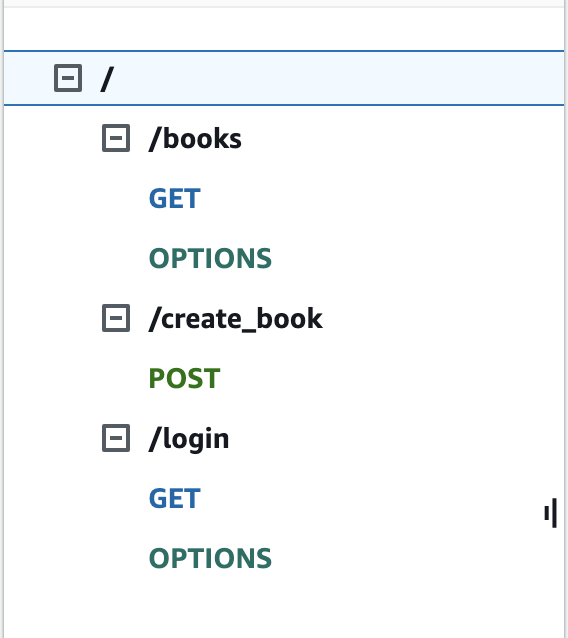 /
/books
GET
OPTIONS
/create_book
POST
/login
GET
OPTIONS